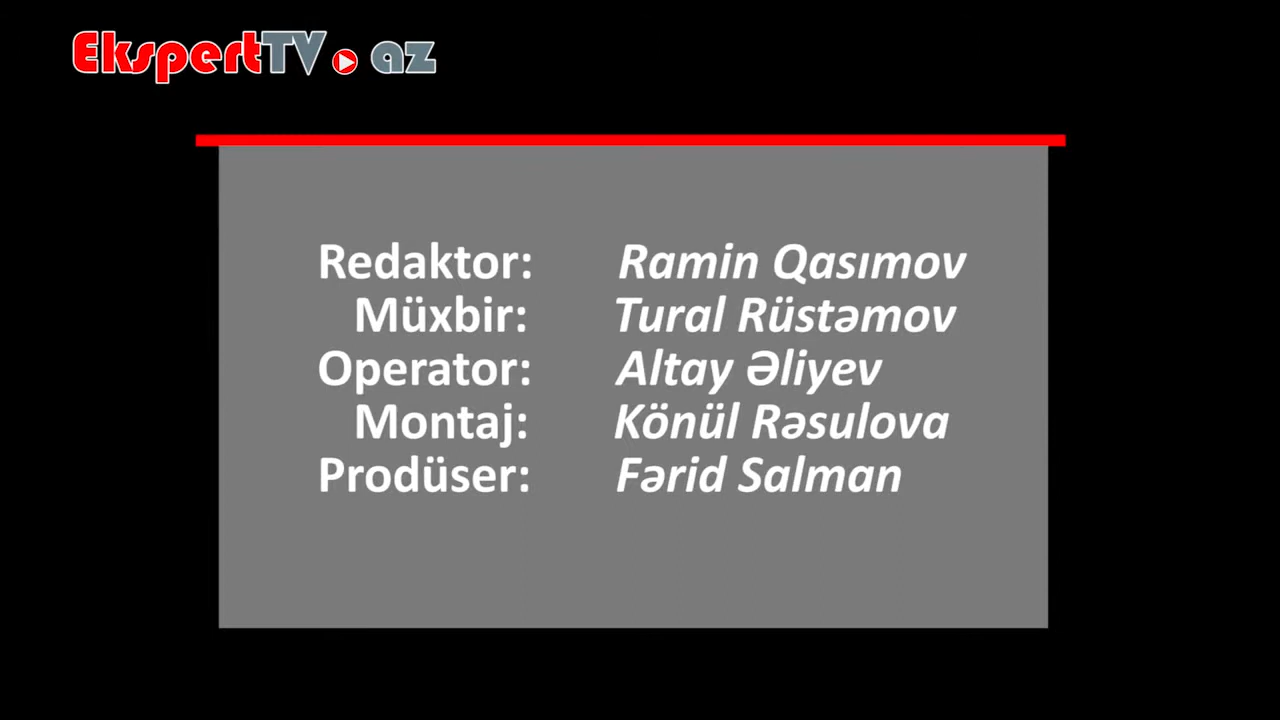 EkspertTV.az
Redaktor: Ramin Qasımov
Müxbir: Tural Rüstəmov
Operator: Altay Əliyev
Montaj: Könül Rəsulova
Prodüser: Fərid Salman